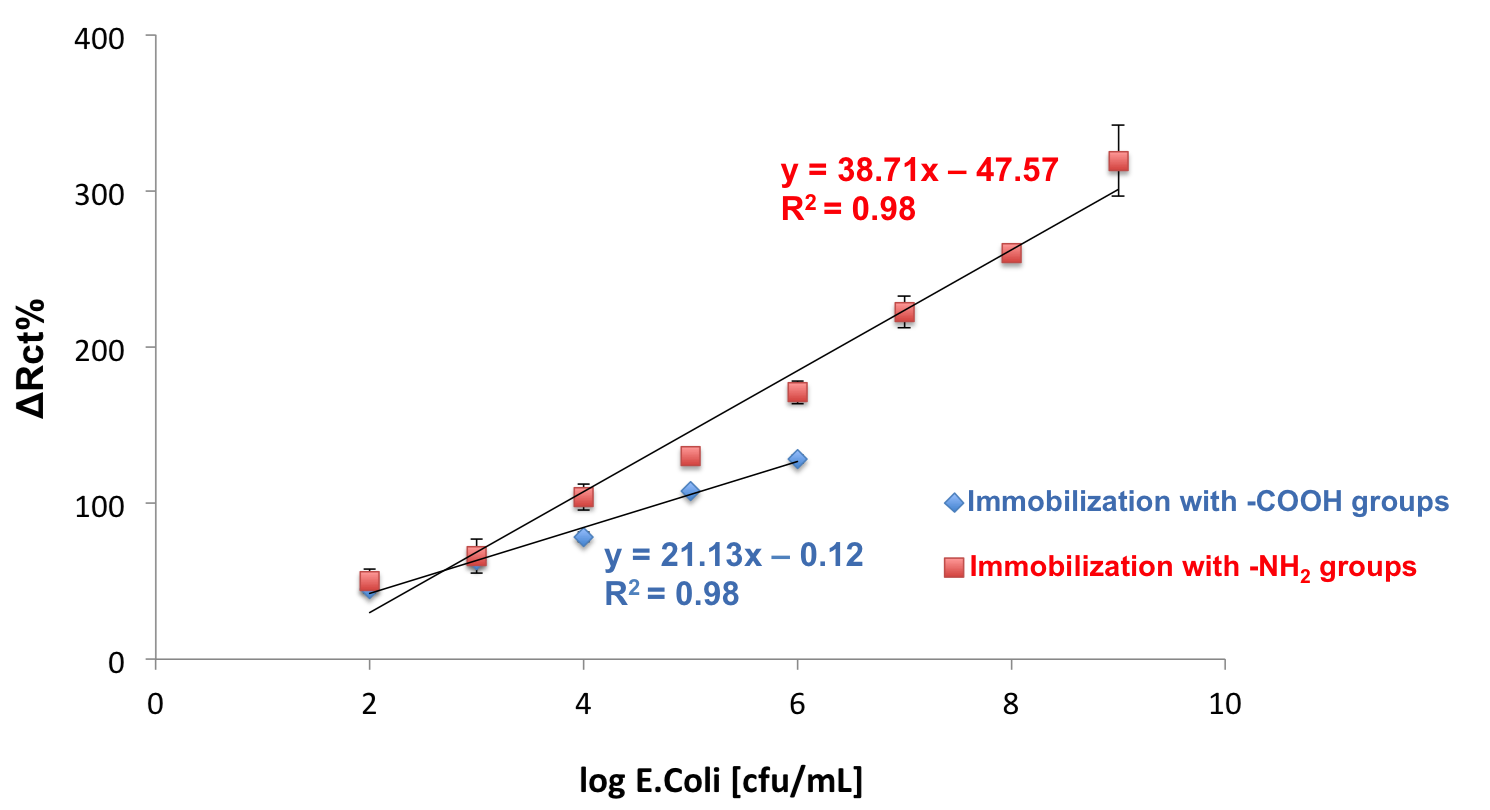 400
300
200
100
0
ΔRct%
y = 38.71x – 47.57
R² = 0.98
y = 21.13x – 0.12
R² = 0.98
Immobilization with -COOH groups
Immobilization with -NH₂ groups
0 2 4 6 8 10
log E.Coli [cfu/mL]